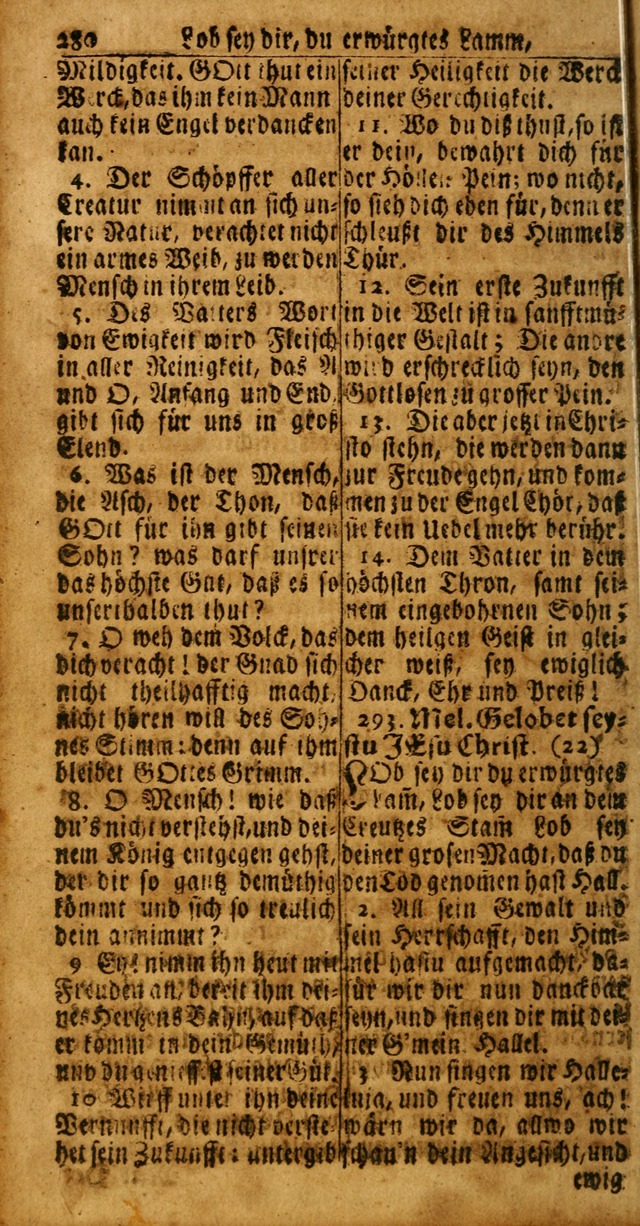 280 Lob sey dir, du erwürgtes Lamm,
Mildigkeit. GOtt thut ein
Werck, das ihm kein Mann
auch kein Engel verdancken
kan.
4. Der Schöpffer aller
Creatur nimmt an sich un-
sere Natur, verachtet nicht
ein armes Weib, zu werden
Mensch in ihrem Leib.
5. Des Vatters Wort
von Ewigkeit wird Fleisch
in aller Reinigkeit, das A
und O, Anfang und End,
gibt sich für uns in groß
Elend.
6. Was ist der Mensch,
die Asch, der Thon, daß
GOtt für ihn gibt seinen
Sohn? was darf unsrer
das höchste Gut, daß es so
unserthalben thut?
7. O weh dem Volck, das
dich veracht! der Gnad sich
nicht theilhafftig macht,
nicht hören will des Soh-
nes Stimm: denn auf ihm
bleibet GOttes Grimm.
8. O Mensch! wie daß
du's nicht verstehst, und dei-
nem König entgegen gehst,
der dir so gantz demüthig
kömmt und sich so treulich
dein annimmt?
9 Ey! nimm ihn heut mit
Freuden an, bereit ihm dei-
nes Hertzens Bahn, auf daß
er komm in dein Gemüth,
und du geniessest seiner Güt.
10 Wirff unter ihn deine
Vernunfft, die nicht verste-
het sein Zukunfft: untergib
seiner Heiligkeit die Werck
deiner Gerechtigkeit.
11. Wo du diß thust, so ist
er dein, bewahrt dich für
der Höllen Pein; wo nicht,
so sieh dich eben für, denn er
schleußt dir des Himmels
Thür.
12. Sein erste Zukunfft
in die Welt ist in sanfftmü-
thiger Gestalt; Die andre
wird erschrecklich seyn, den
Gottlosen zu grosser Pein.
13. Die aber jetzt in Chri-
sto stehn, die werden dann
zur Freude gehn, und kom-
men zu der Engel Chör, daß
sie kein Uebel mehr berühr.
14. Dem Vatter in dem
höchsten Thron, samt sei-
nem eingebohrnen Sohn;
dem heilgen Geist in glei-
cher weiß, sey ewiglich
Danck, Ehr und Preiß!
293. Mel. Gelobet sey-
stu JEsu Christ. (22)
LOb sey dir du erwürgtes
Lam̃, Lob sey dir an dem
Creutzes Stam̃ Lob sey
deiner grosen Macht, daß du
den Tod genom̃en hast Hall.
2. All sein Gewalt und
sein Herrschafft, den Him-
mel hastu aufgemacht, da-
für wir dir nun danckbar
seyn, und singen dir mit dei-
ner G'mein Hallel.
3 Nun singen wir Halle-
luja, und freuen uns, ach!
wärn wir da, allwo wir
schau'n dein Angesicht, und
ewig